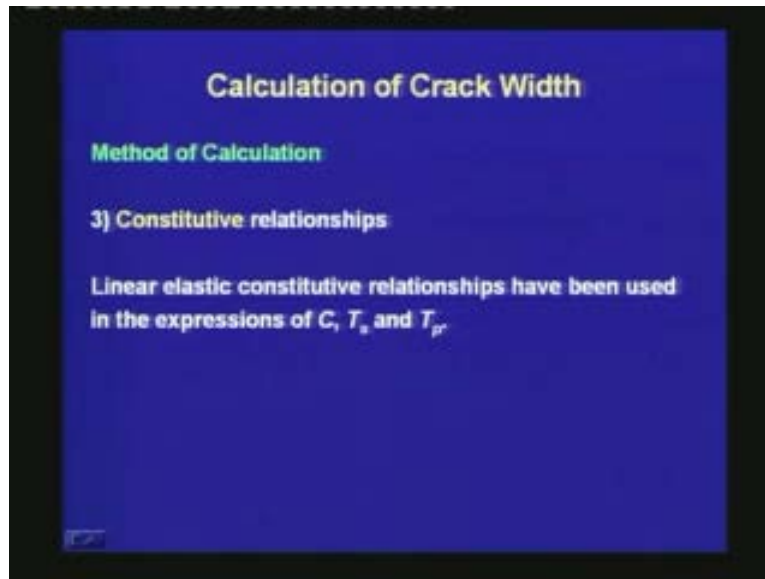 Calculation of Crack Width
Method of Calculation
3) Constitutive relationships
Linear elastic constitutive relationships have been used
in the expressions of C, Ts and Tp.